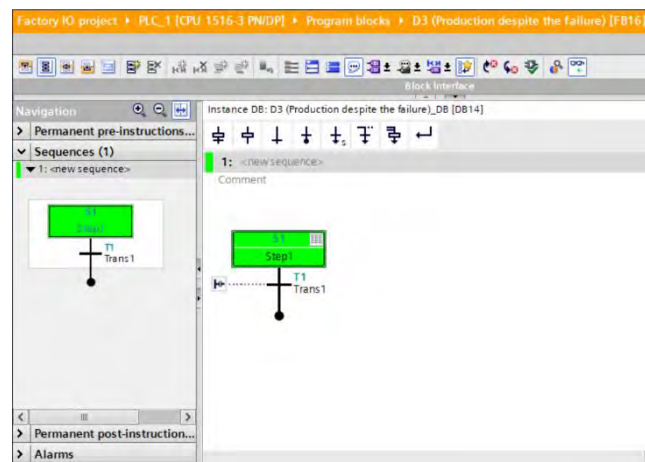 Factory IO project ▸ PLC_1 [CPU 1516-3 PN/DP] ▸ Program blocks ▸ D3 (Production despite the failure) [FB16]
Block interface
Navigation
Instance DB: D3 (Production despite the failure)_DB [DB14]
Permanent pre-instructions...
Sequences (1)
1: <new sequence>
1: <new sequence>
Comment
S1
Step1
T1
Trans1
S1
Step1
T1
Trans1
Permanent post-instruction...
Alarms